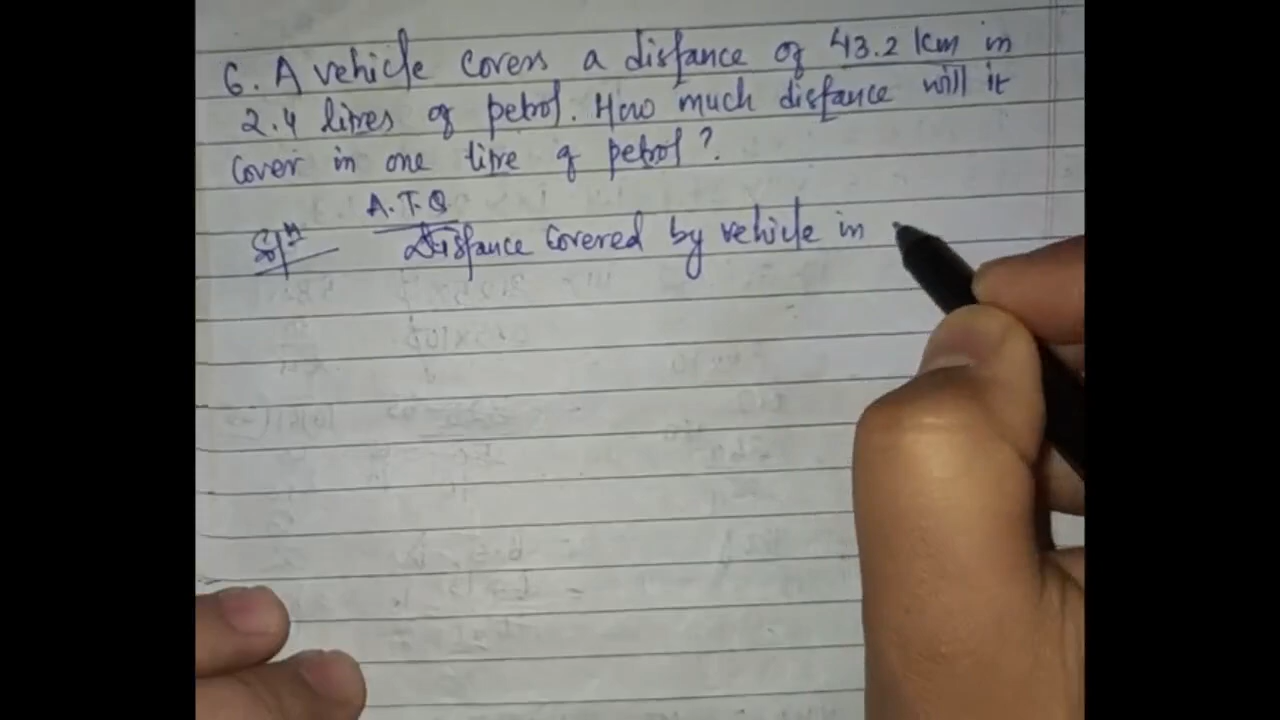 6. A vehicle covers a distance of 43.2 km in
2.4 litres of petrol. How much distance will it
cover in one litre of petrol?
A.T.Q
Solⁿ Distance covered by vehicle in